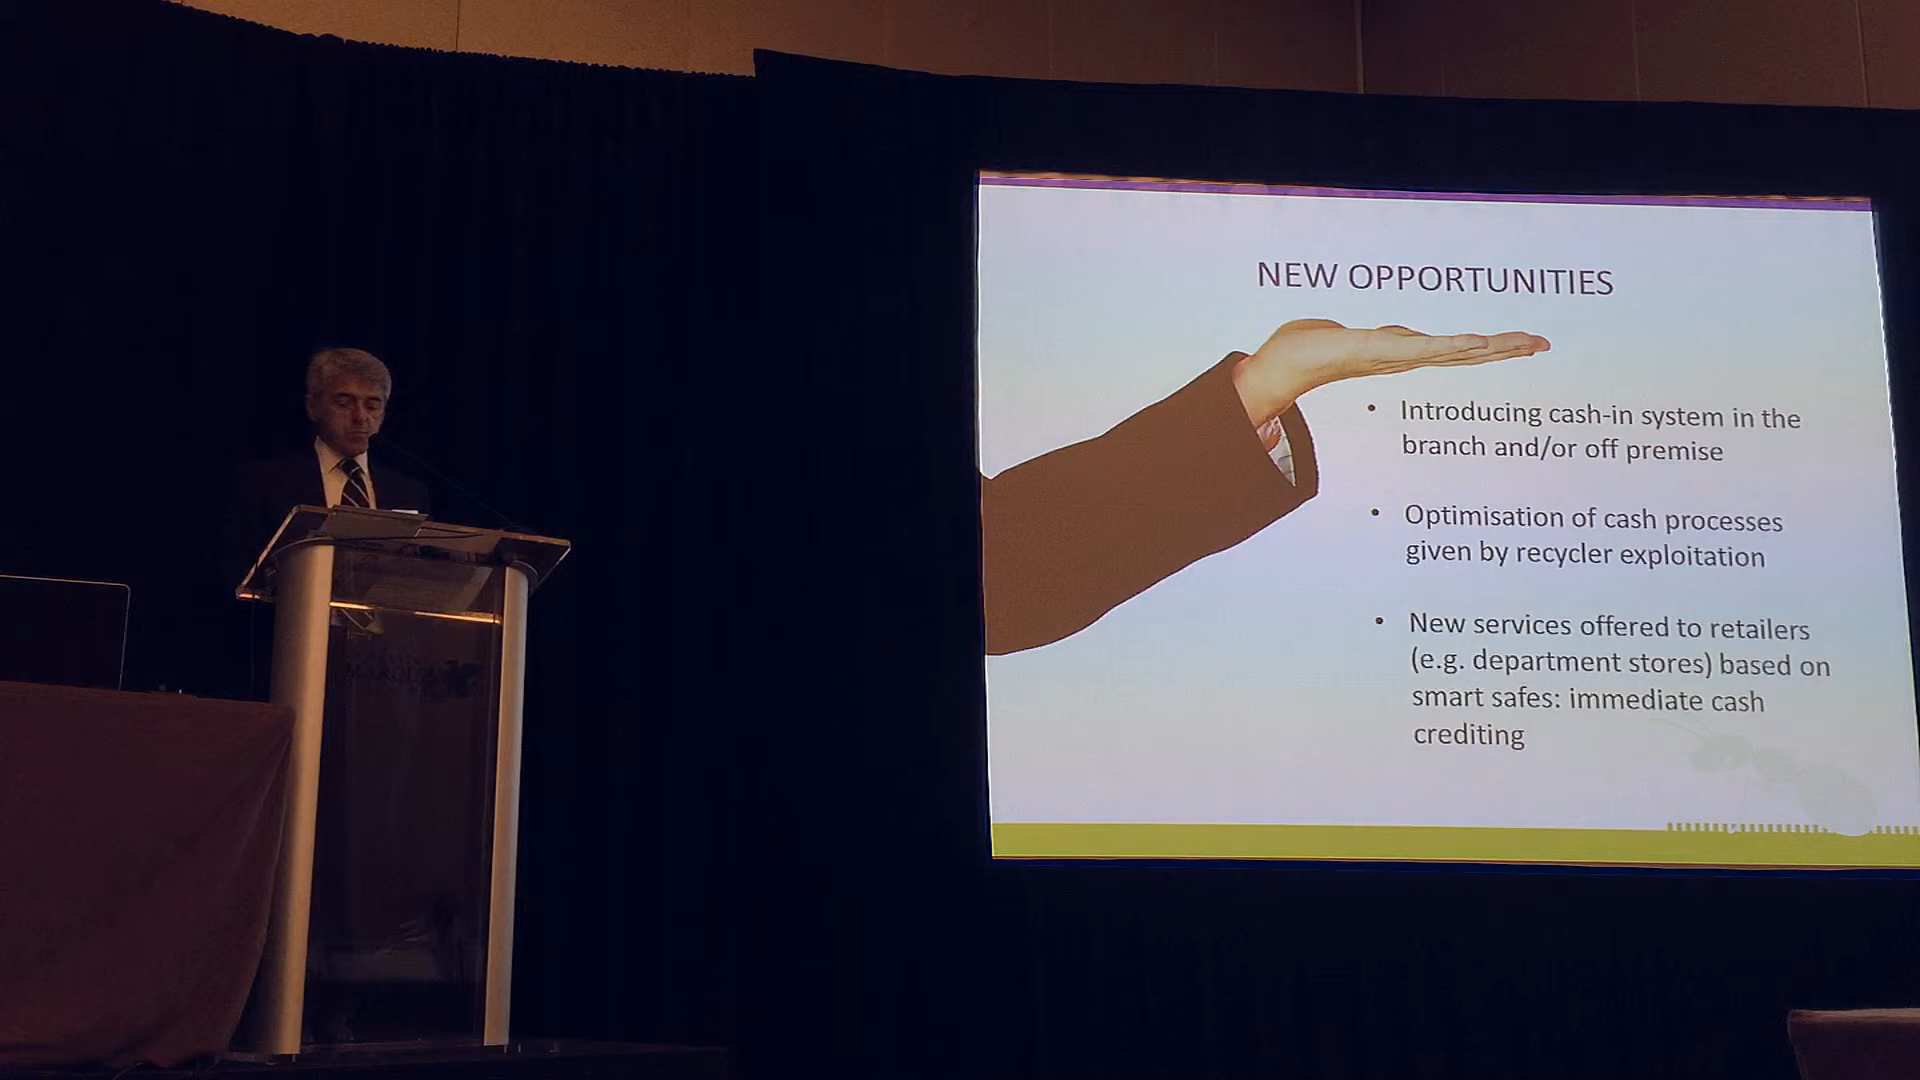 NEW OPPORTUNITIES
• Introducing cash-in system in the
branch and/or off premise
• Optimisation of cash processes
given by recycler exploitation
• New services offered to retailers
(e.g. department stores) based on
smart safes: immediate cash
crediting